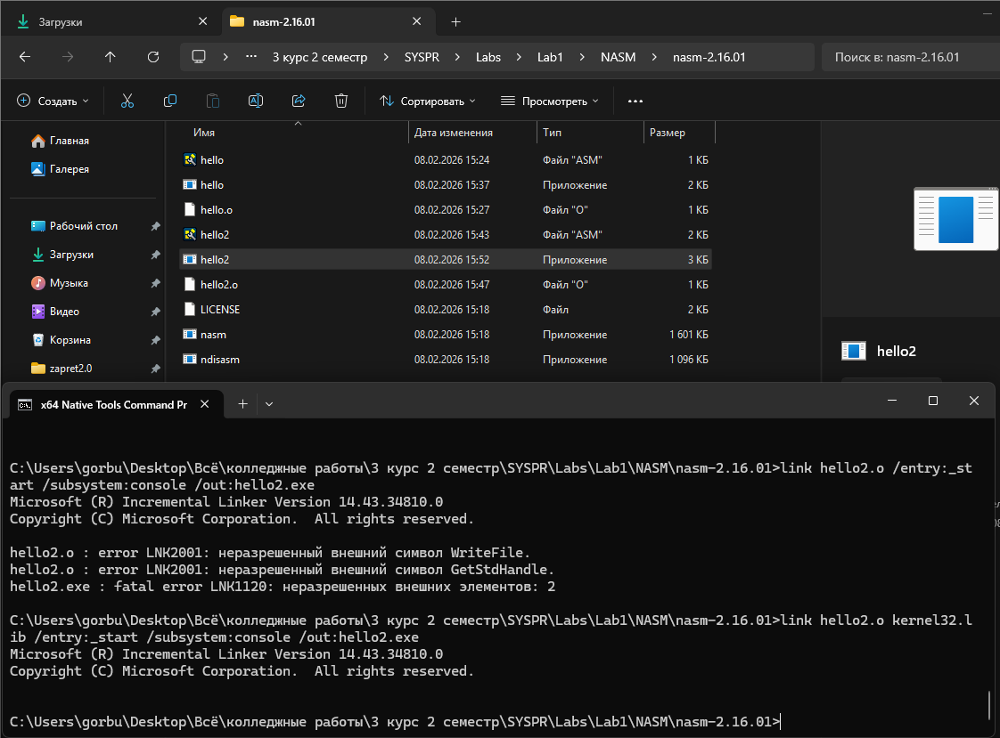 Загрузки
nasm-2.16.01
3 курс 2 семестр > SYSPR > Labs > Lab1 > NASM > nasm-2.16.01
Поиск в: nasm-2.16.01
Создать
Сортировать
Просмотреть
Главная
Галерея
Рабочий стол
Загрузки
Музыка
Видео
Корзина
zapret2.0
Имя Дата изменения Тип Размер
hello 08.02.2026 15:24 Файл "ASM" 1 КБ
hello 08.02.2026 15:37 Приложение 2 КБ
hello.o 08.02.2026 15:27 Файл "O" 1 КБ
hello2 08.02.2026 15:43 Файл "ASM" 2 КБ
hello2 08.02.2026 15:52 Приложение 3 КБ
hello2.o 08.02.2026 15:47 Файл "O" 1 КБ
LICENSE 08.02.2026 15:18 Файл 2 КБ
nasm 08.02.2026 15:18 Приложение 1 601 КБ
ndisasm 08.02.2026 15:18 Приложение 1 096 КБ
hello2
x64 Native Tools Command Pr
C:\Users\gorbu\Desktop\Всё\колледжные работы\3 курс 2 семестр\SYSPR\Labs\Lab1\NASM\nasm-2.16.01>link hello2.o /entry:_st
art /subsystem:console /out:hello2.exe
Microsoft (R) Incremental Linker Version 14.43.34810.0
Copyright (C) Microsoft Corporation.  All rights reserved.
hello2.o : error LNK2001: неразрешенный внешний символ WriteFile.
hello2.o : error LNK2001: неразрешенный внешний символ GetStdHandle.
hello2.exe : fatal error LNK1120: неразрешенных внешних элементов: 2
C:\Users\gorbu\Desktop\Всё\колледжные работы\3 курс 2 семестр\SYSPR\Labs\Lab1\NASM\nasm-2.16.01>link hello2.o kernel32.l
ib /entry:_start /subsystem:console /out:hello2.exe
Microsoft (R) Incremental Linker Version 14.43.34810.0
Copyright (C) Microsoft Corporation.  All rights reserved.
C:\Users\gorbu\Desktop\Всё\колледжные работы\3 курс 2 семестр\SYSPR\Labs\Lab1\NASM\nasm-2.16.01>